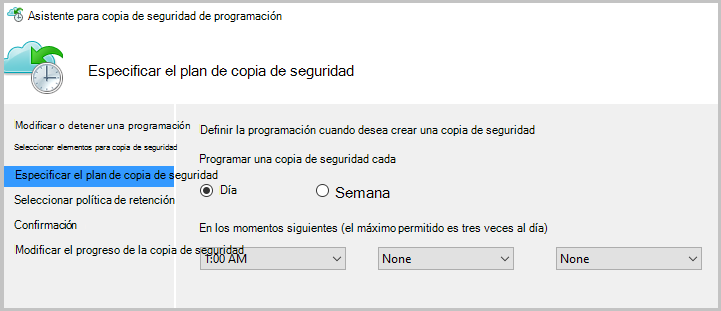 Asistente para copia de seguridad de programación
Especificar el plan de copia de seguridad
Modificar o detener una programación
Seleccionar elementos para copia de seguridad
Especificar el plan de copia de seguridad
Seleccionar política de retención
Confirmación
Modificar el progreso de la copia de seguridad
Definir la programación cuando desea crear una copia de seguridad
Programar una copia de seguridad cada
Día
Semana
En los momentos siguientes (el máximo permitido es tres veces al día)
1:00 AM
None
None